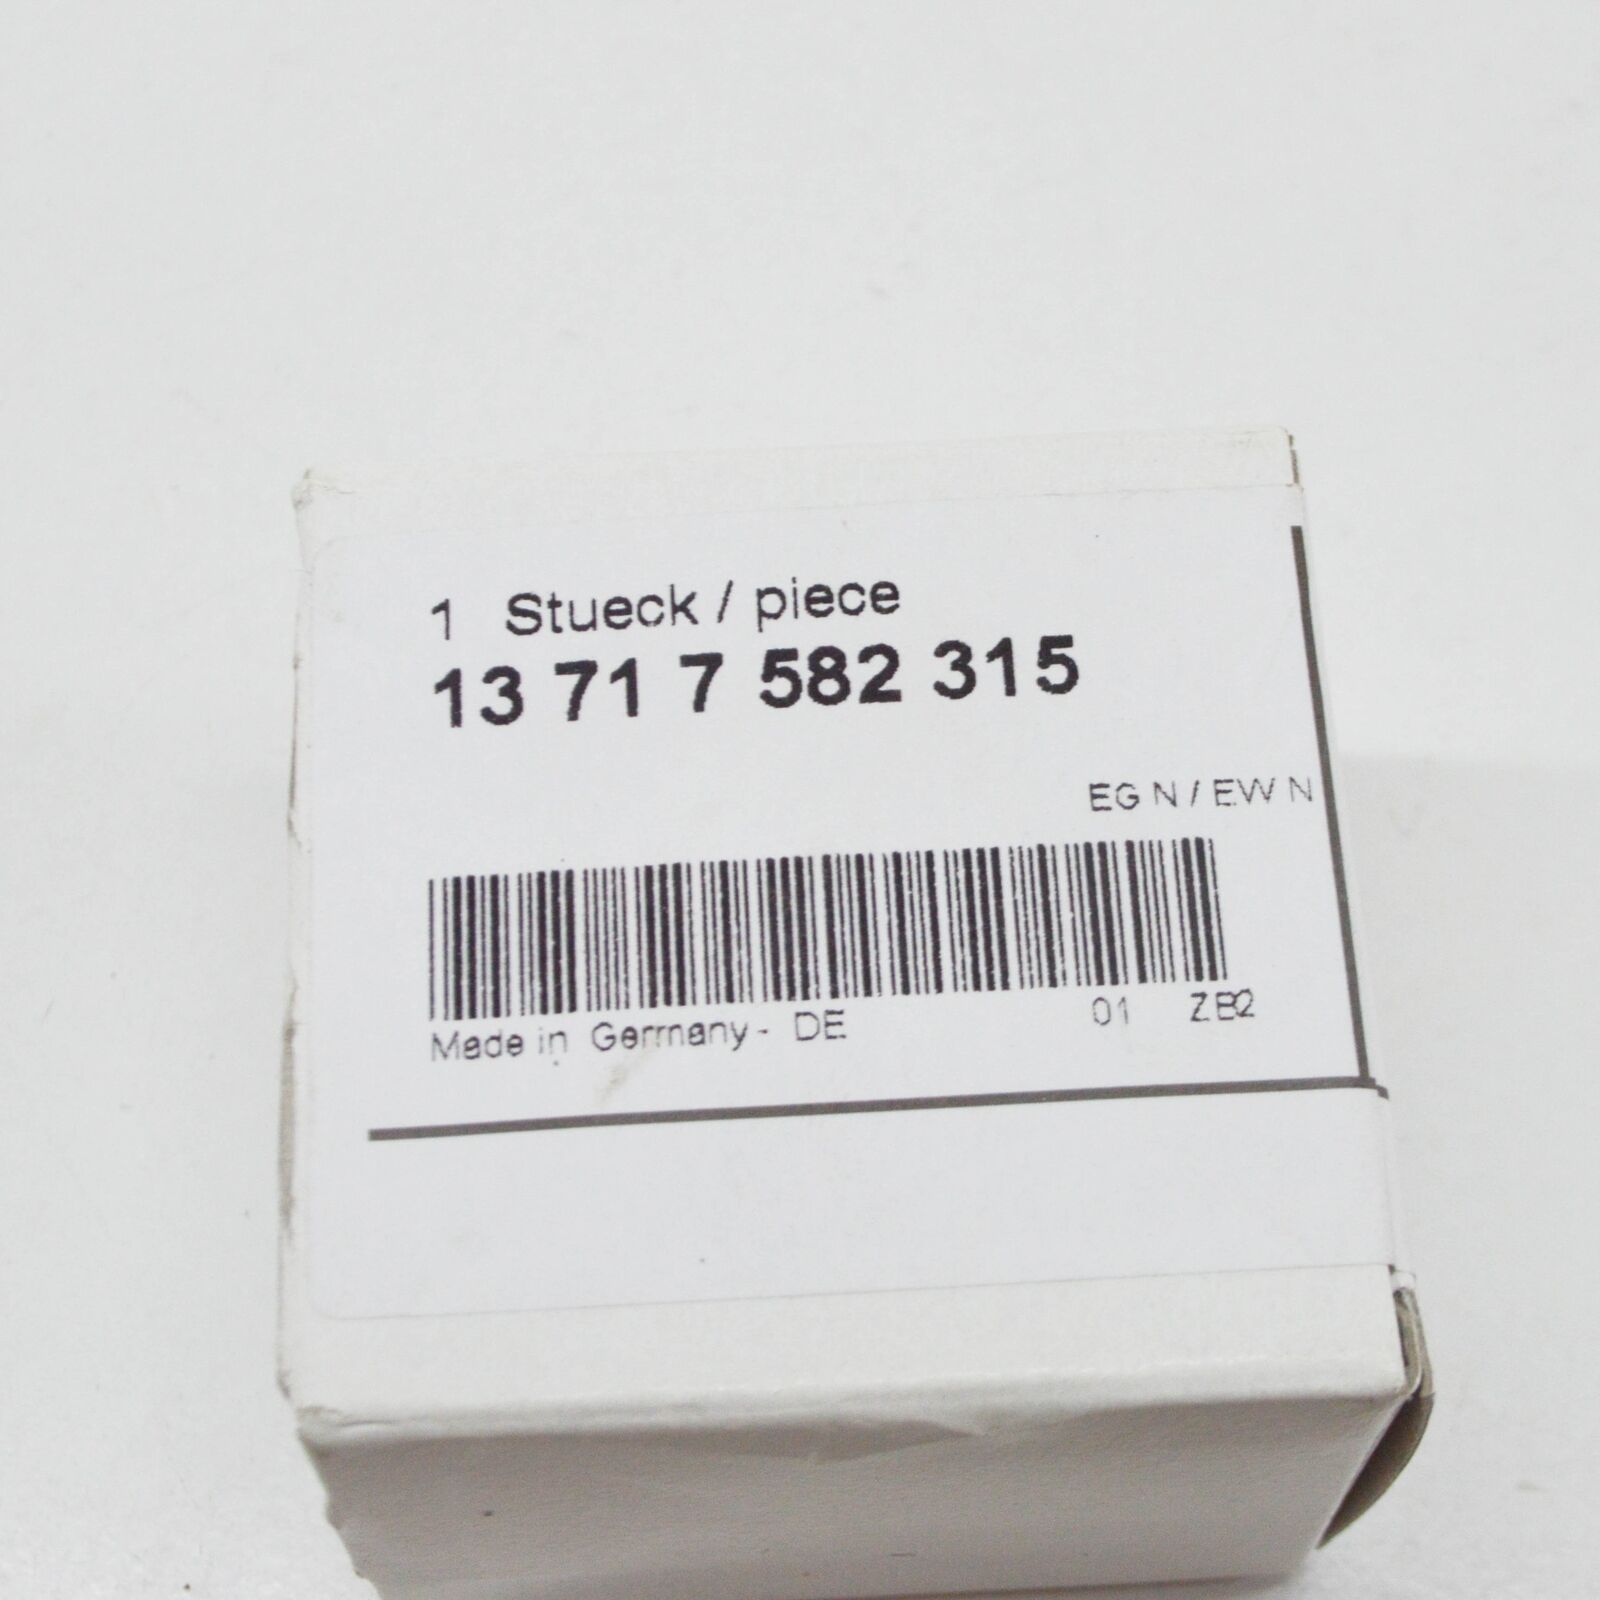 1 Stueck / piece
13 71 7 582 315
EG N / EW N
Made in Germany - DE 01 ZB2